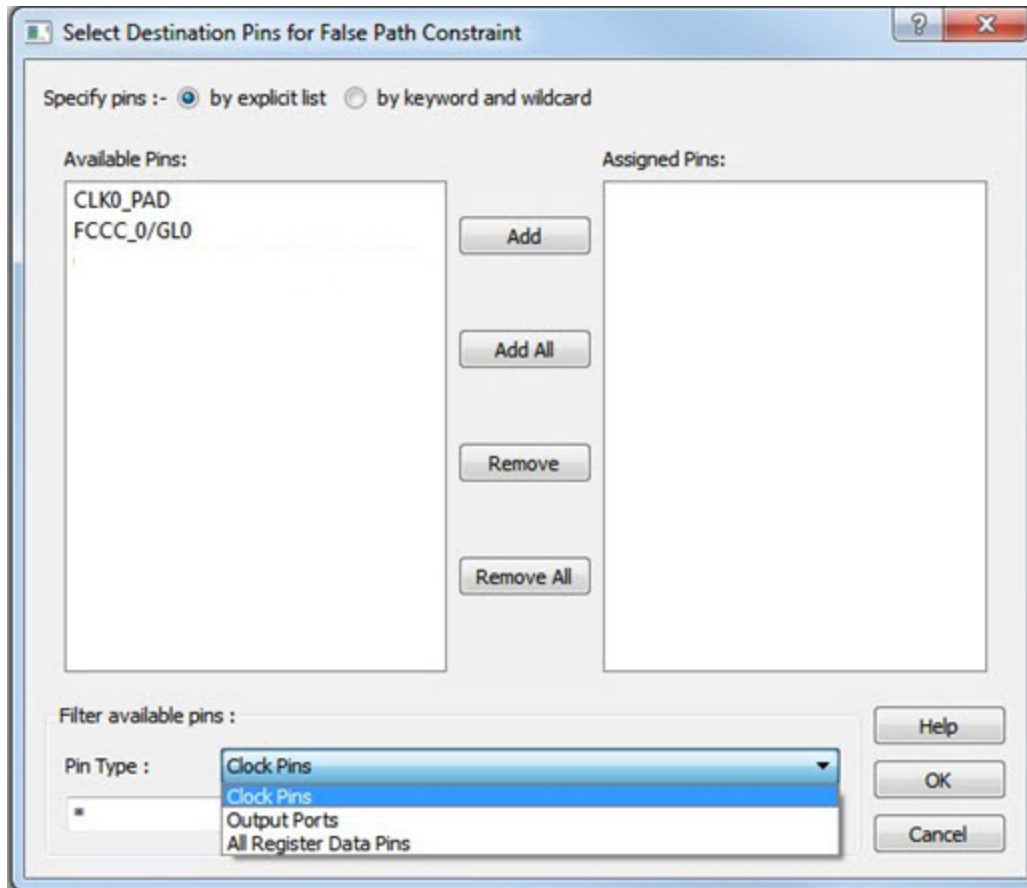 Select Destination Pins for False Path Constraint
Specify pins :- by explicit list by keyword and wildcard
Available Pins:
Assigned Pins:
CLK0_PAD
FCCC_0/GL0
Add
Add All
Remove
Remove All
Filter available pins :
Help
Pin Type : Clock Pins
OK
Clock Pins
*
Output Ports
All Register Data Pins
Cancel